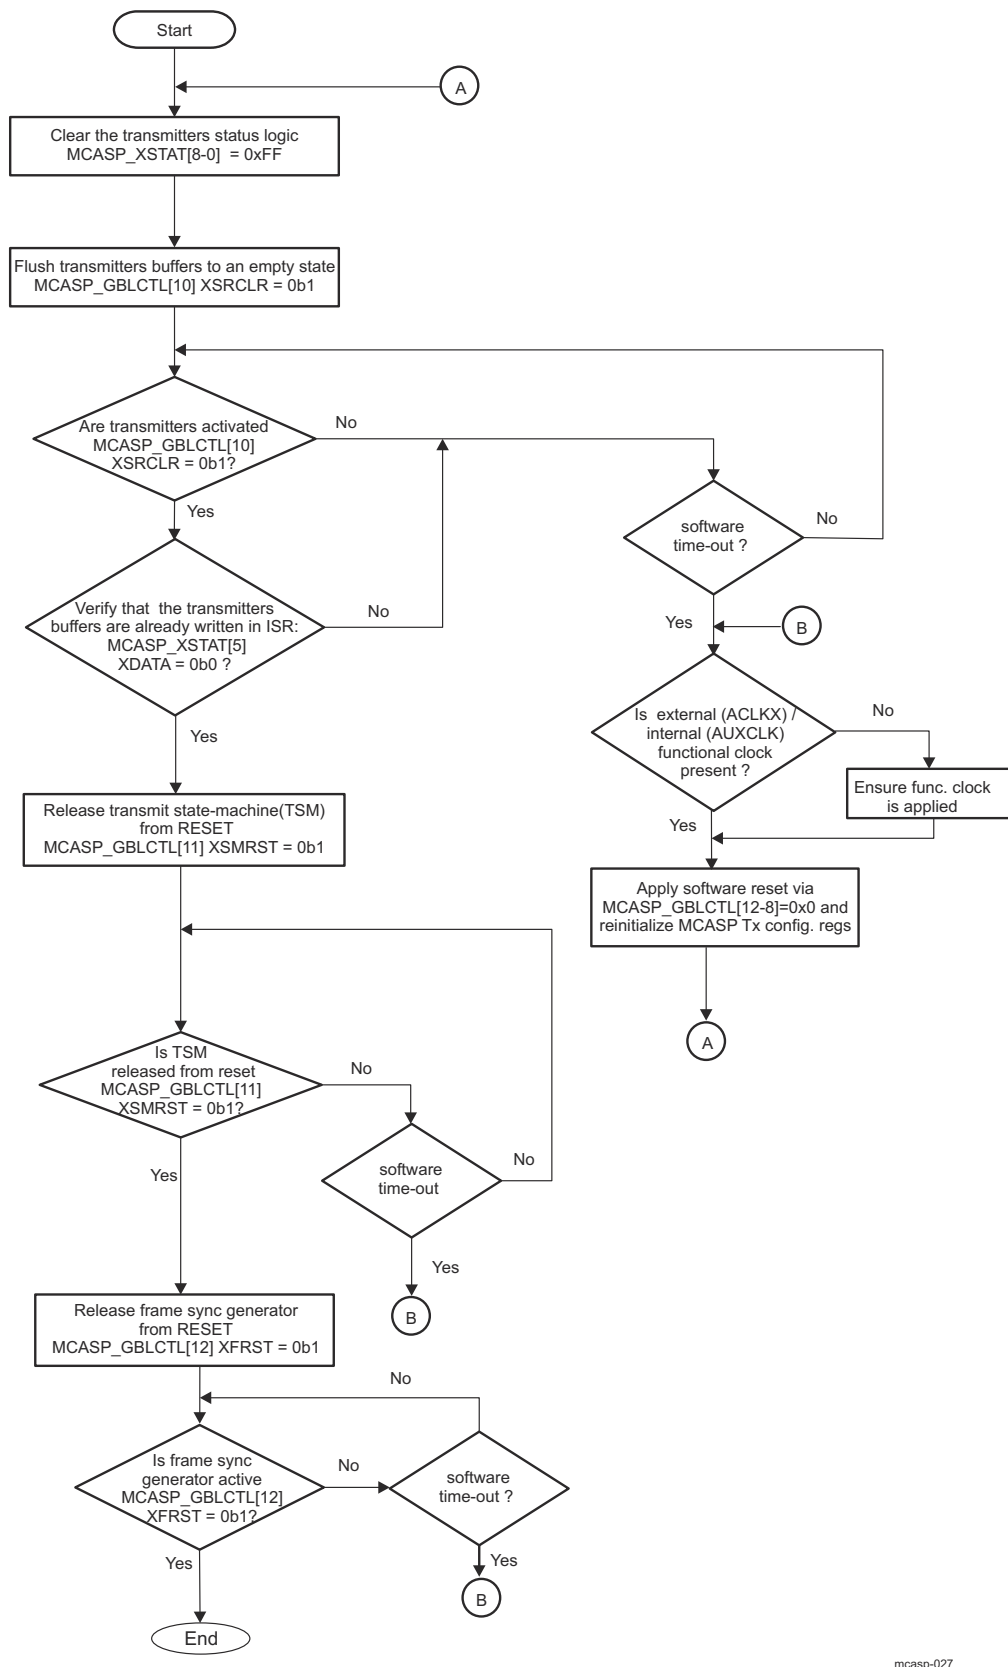 Start
A
Clear the transmitters status logic
MCASP_XSTAT[8-0] = 0xFF
Flush transmitters buffers to an empty state
MCASP_GBLCTL[10] XSRCLR = 0b1
Are transmitters activated
MCASP_GBLCTL[10]
XSRCLR = 0b1?
No
Yes
software
time-out ?
No
Yes
B
Verify that the transmitters
buffers are already written in ISR:
MCASP_XSTAT[5]
XDATA = 0b0 ?
No
Yes
Is external (ACLKX) /
internal (AUXCLK)
functional clock
present ?
No
Yes
Ensure func. clock
is applied
Release transmit state-machine(TSM)
from RESET
MCASP_GBLCTL[11] XSMRST = 0b1
Apply software reset via
MCASP_GBLCTL[12-8]=0x0 and
reinitialize MCASP Tx config. regs
A
Is TSM
released from reset
MCASP_GBLCTL[11]
XSMRST = 0b1?
No
Yes
software
time-out
No
Yes
B
Release frame sync generator
from RESET
MCASP_GBLCTL[12] XFRST = 0b1
No
Is frame sync
generator active
MCASP_GBLCTL[12]
XFRST = 0b1?
No
Yes
software
time-out ?
Yes
B
End
mcasp-027